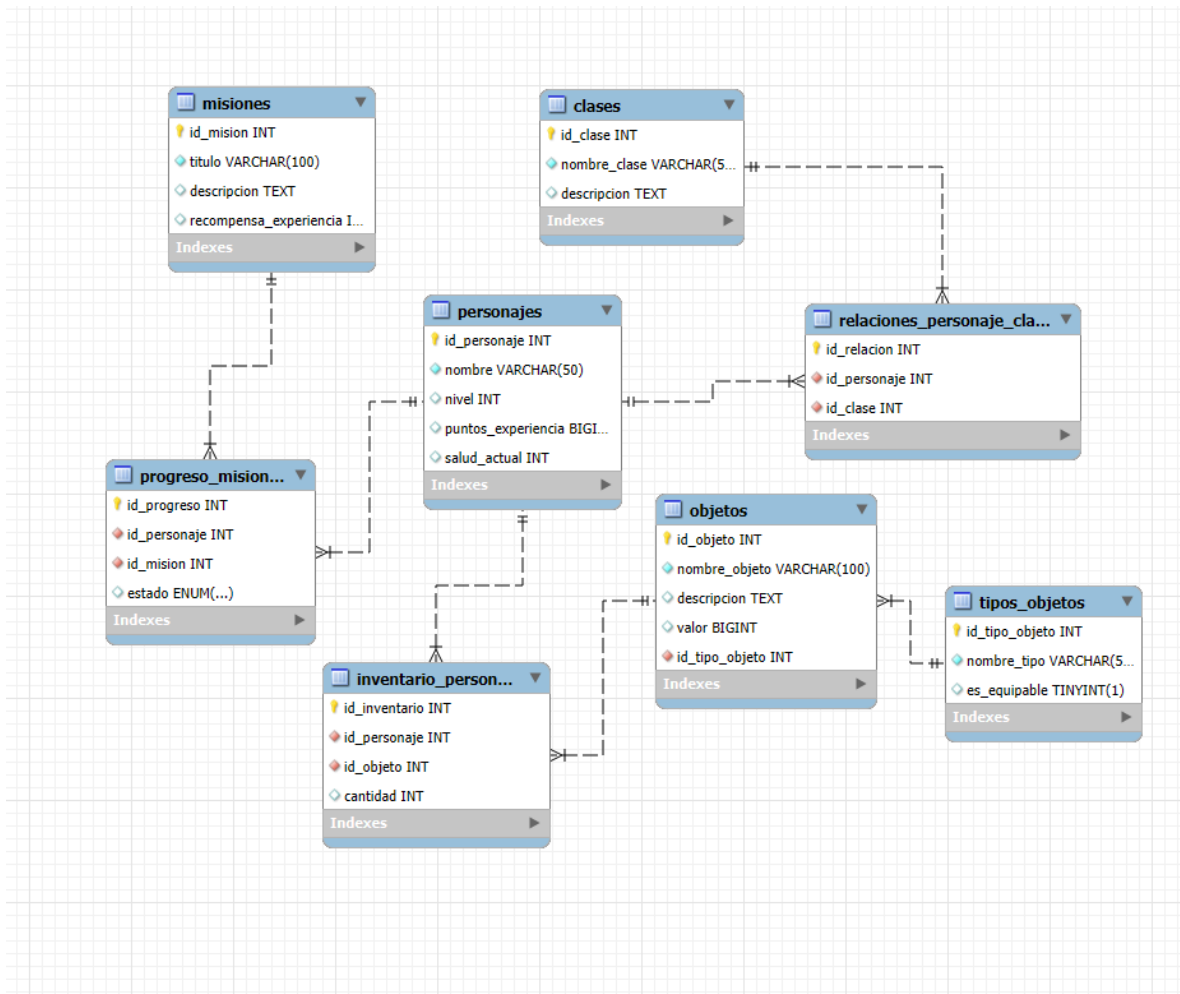 misiones
id_mision INT
titulo VARCHAR(100)
descripcion TEXT
recompensa_experiencia I...
Indexes
clases
id_clase INT
nombre_clase VARCHAR(5...
descripcion TEXT
Indexes
personajes
id_personaje INT
nombre VARCHAR(50)
nivel INT
puntos_experiencia BIGI...
salud_actual INT
Indexes
relaciones_personaje_cla...
id_relacion INT
id_personaje INT
id_clase INT
Indexes
progreso_mision...
id_progreso INT
id_personaje INT
id_mision INT
estado ENUM(...)
Indexes
objetos
id_objeto INT
nombre_objeto VARCHAR(100)
descripcion TEXT
valor BIGINT
id_tipo_objeto INT
Indexes
tipos_objetos
id_tipo_objeto INT
nombre_tipo VARCHAR(5...
es_equipable TINYINT(1)
Indexes
inventario_person...
id_inventario INT
id_personaje INT
id_objeto INT
cantidad INT
Indexes